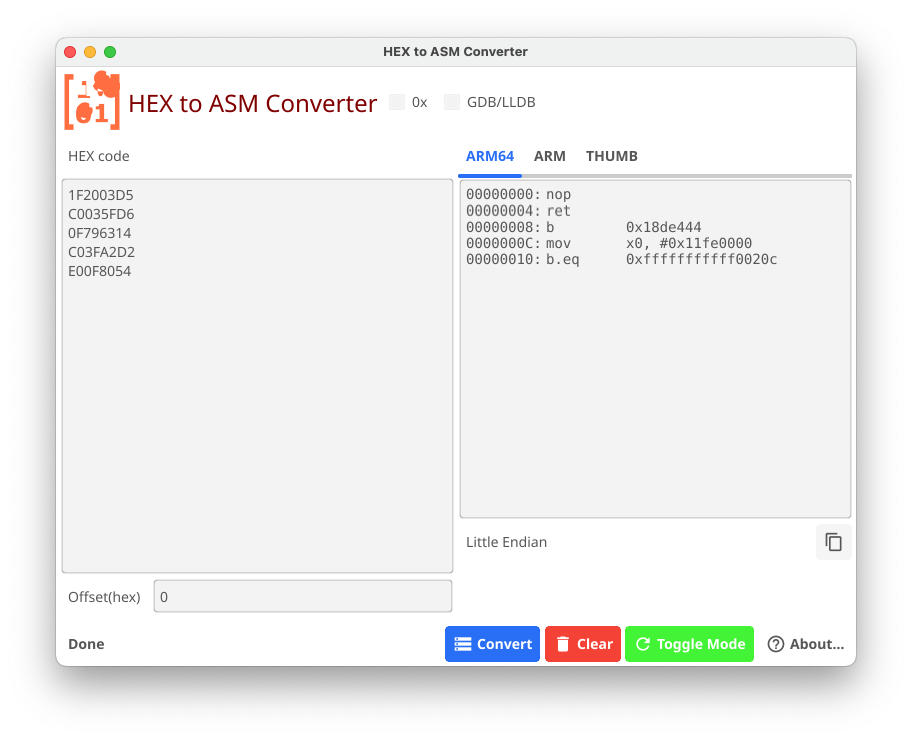 HEX to ASM Converter
HEX to ASM Converter
0x
GDB/LLDB
HEX code
1F2003D5
C0035FD6
0F796314
C03FA2D2
E00F8054
ARM64 ARM THUMB
00000000: nop
00000004: ret
00000008: b 0x18de444
0000000C: mov x0, #0x11fe0000
00000010: b.eq 0xfffffffffff0020c
Little Endian
Offset(hex)
0
Done
Convert
Clear
Toggle Mode
About...